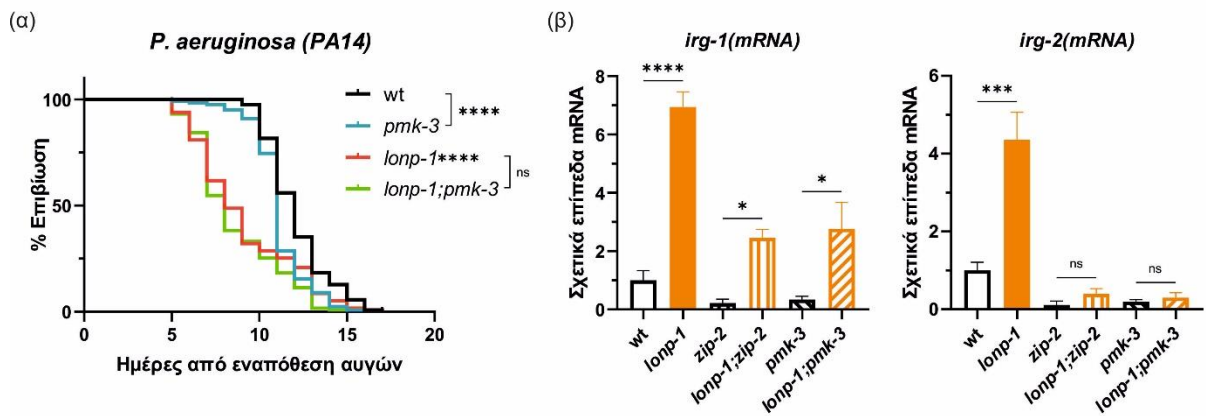 (α)
P. aeruginosa (PA14)
wt
pmk-3
****
lonp-1****
lonp-1;pmk-3
ns
% Επιβίωση
100
50
0
0 5 10 15 20
Ημέρες από εναπόθεση αυγών
(β)
irg-1(mRNA)
Σχετικά επίπεδα mRNA
8
6
4
2
0
****
*
*
wt
lonp-1
zip-2
lonp-1;zip-2
pmk-3
lonp-1;pmk-3
irg-2(mRNA)
Σχετικά επίπεδα mRNA
6
4
2
0
***
ns
ns
wt
lonp-1
zip-2
lonp-1;zip-2
pmk-3
lonp-1;pmk-3